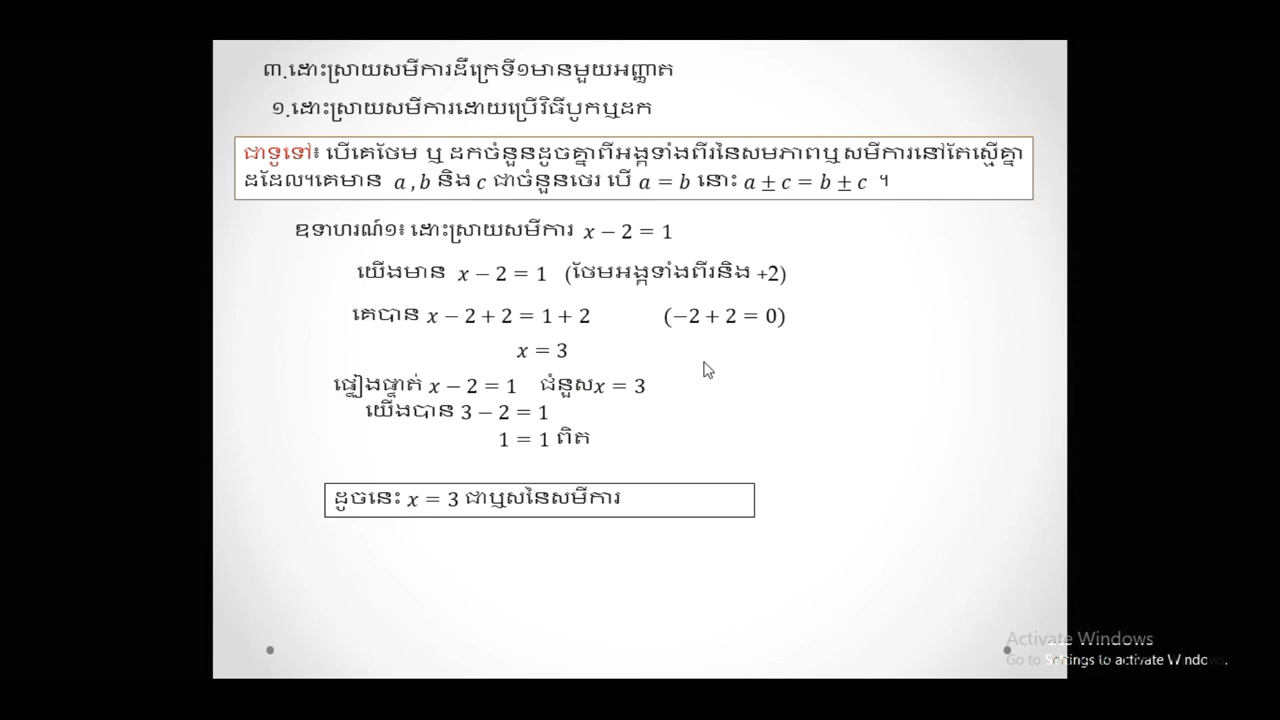 ៣.ដោះស្រាយសមីការដឺក្រេទី១មានមួយអញ្ញាត
១.ដោះស្រាយសមីការដោយប្រើវិធីបូកឬដក
ជាទូទៅ៖ បើគេថែម ឬ ដកចំនួនដូចគ្នាពីអង្គទាំងពីរនៃសមភាពឬសមីការនៅតែស្មើគ្នា
ដដែល។គេមាន a , b និង c ជាចំនួនថេរ បើ a = b នោះ a ± c = b ± c ។
ឧទាហរណ៍១៖ ដោះស្រាយសមីការ x − 2 = 1
យើងមាន x − 2 = 1 (ថែមអង្គទាំងពីរនិង +2)
គេបាន x − 2 + 2 = 1 + 2 (−2 + 2 = 0)
x = 3
ផ្ទៀងផ្ទាត់ x − 2 = 1 ជំនួសx = 3
យើងបាន 3 − 2 = 1
1 = 1 ពិត
ដូចនេះ x = 3 ជាឬសនៃសមីការ
Activate Windows
Go to Settings to activate Windows.